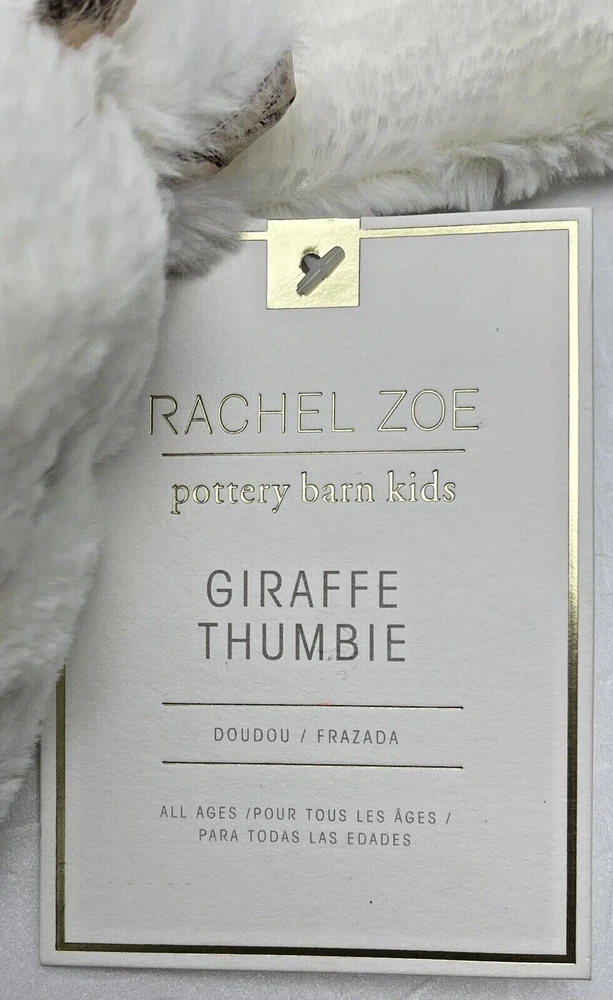 RACHEL ZOE
pottery barn kids
GIRAFFE
THUMBIE
DOUDOU / FRAZADA
ALL AGES /POUR TOUS LES ÂGES /
PARA TODAS LAS EDADES